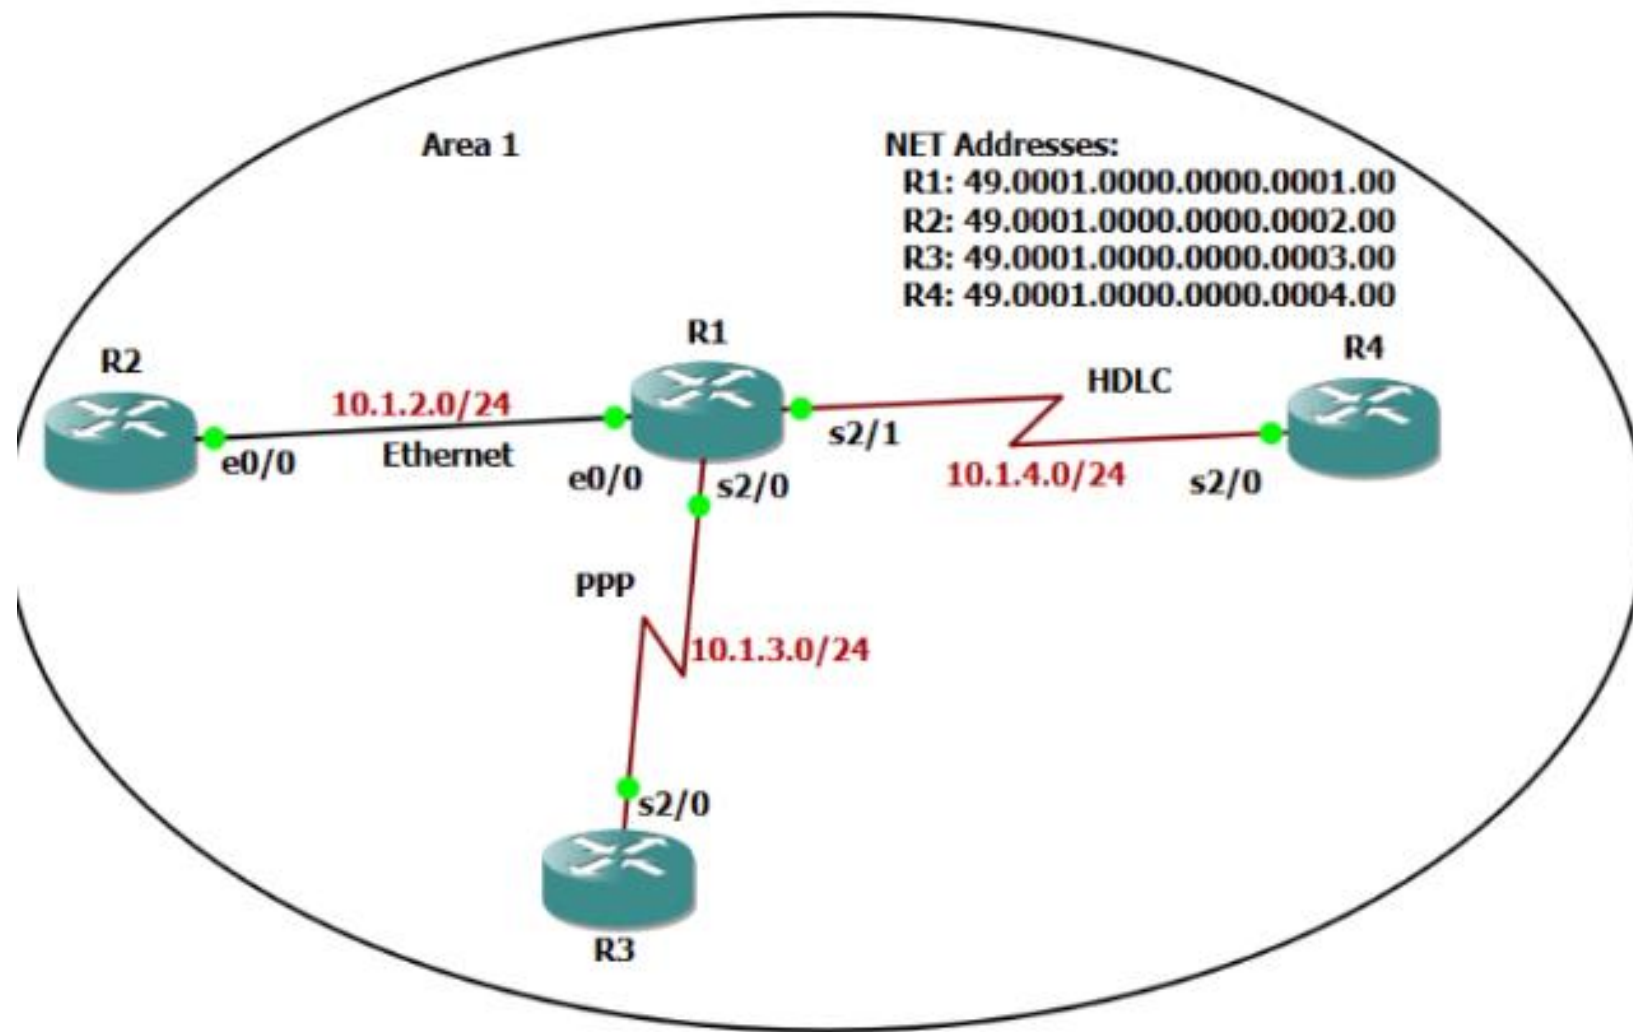 Area 1
NET Addresses:
R1: 49.0001.0000.0000.0001.00
R2: 49.0001.0000.0000.0002.00
R3: 49.0001.0000.0000.0003.00
R4: 49.0001.0000.0000.0004.00
R2
R1
R4
10.1.2.0/24
Ethernet
e0/0
e0/0
s2/0
s2/1
HDLC
10.1.4.0/24
s2/0
PPP
10.1.3.0/24
s2/0
R3